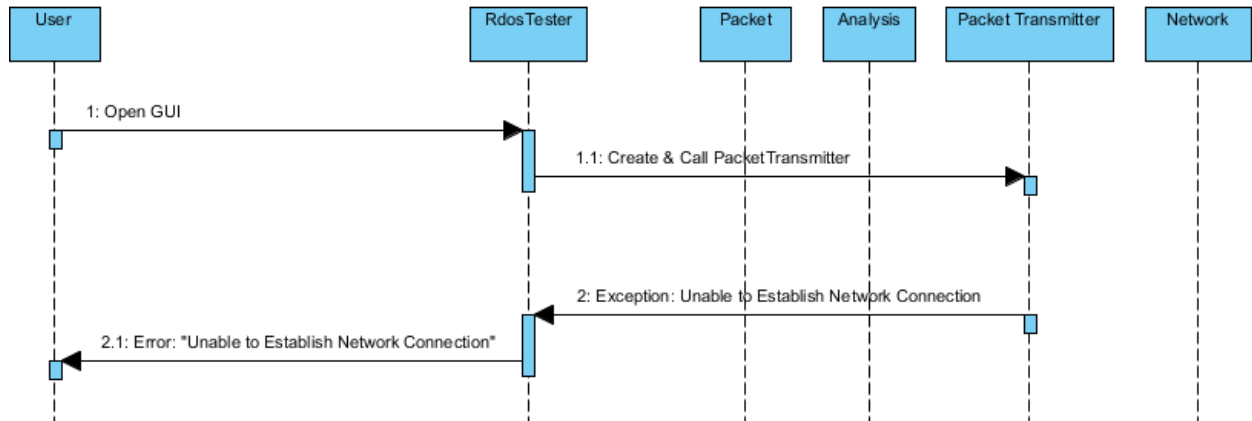 User
RdosTester
Packet
Analysis
Packet Transmitter
Network
1: Open GUI
1.1: Create & Call PacketTransmitter
2: Exception: Unable to Establish Network Connection
2.1: Error: "Unable to Establish Network Connection"